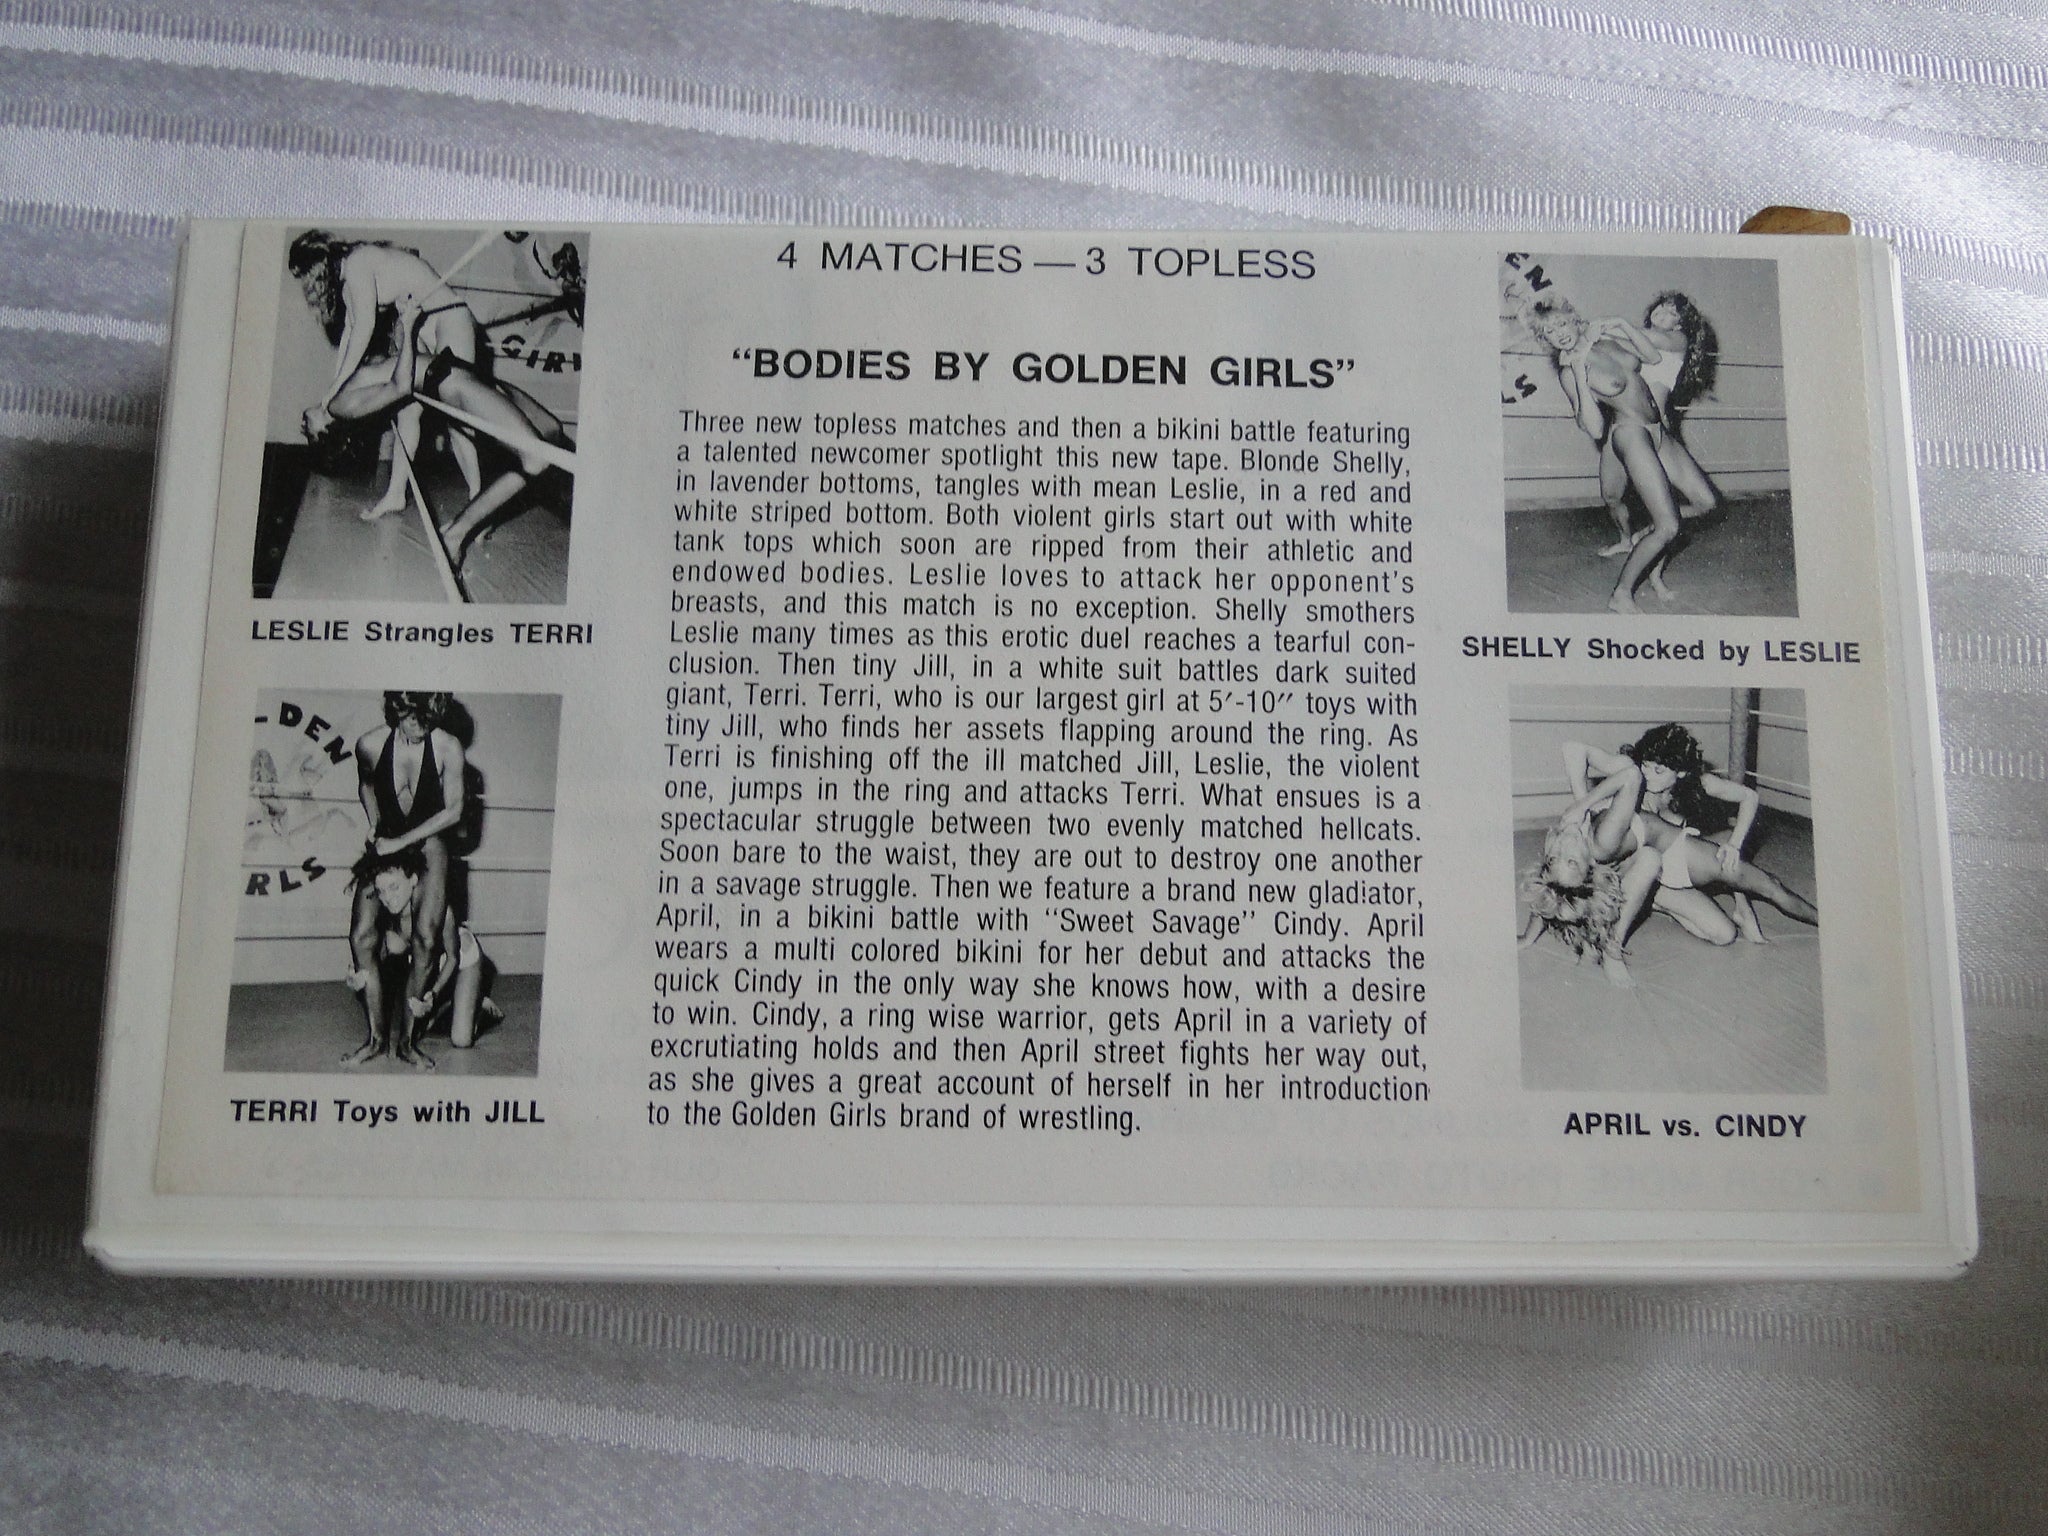 4 MATCHES — 3 TOPLESS
"BODIES BY GOLDEN GIRLS"
Three new topless matches and then a bikini battle featuring
a talented newcomer spotlight this new tape. Blonde Shelly,
in lavender bottoms, tangles with mean Leslie, in a red and
white striped bottom. Both violent girls start out with white
tank tops which soon are ripped from their athletic and
endowed bodies. Leslie loves to attack her opponent's
breasts, and this match is no exception. Shelly smothers
Leslie many times as this erotic duel reaches a tearful con-
clusion. Then tiny Jill, in a white suit battles dark suited
giant, Terri. Terri, who is our largest girl at 5′-10″ toys with
tiny Jill, who finds her assets flapping around the ring. As
Terri is finishing off the ill matched Jill, Leslie, the violent
one, jumps in the ring and attacks Terri. What ensues is a
spectacular struggle between two evenly matched hellcats.
Soon bare to the waist, they are out to destroy one another
in a savage struggle. Then we feature a brand new gladiator,
April, in a bikini battle with "Sweet Savage" Cindy. April
wears a multi colored bikini for her debut and attacks the
quick Cindy in the only way she knows how, with a desire
to win. Cindy, a ring wise warrior, gets April in a variety of
excrutiating holds and then April street fights her way out,
as she gives a great account of herself in her introduction
to the Golden Girls brand of wrestling.
GIR
LESLIE Strangles TERRI
LDEN
RLS
TERRI Toys with JILL
EN
LS
SHELLY Shocked by LESLIE
APRIL vs. CINDY